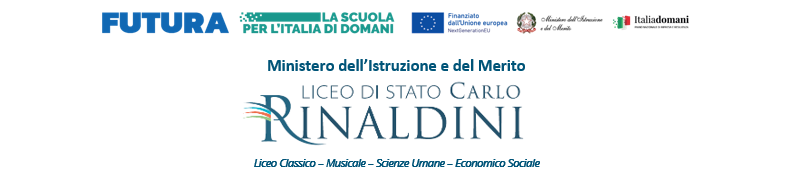 FUTURA
LA SCUOLA
PER L'ITALIA DI DOMANI
Finanziato
dall'Unione europea
NextGenerationEU
Ministero dell'Istruzione
e del Merito
Italiadomani
Ministero dell'Istruzione e del Merito
LICEO DI STATO CARLO
RINALDINI
Liceo Classico – Musicale – Scienze Umane – Economico Sociale